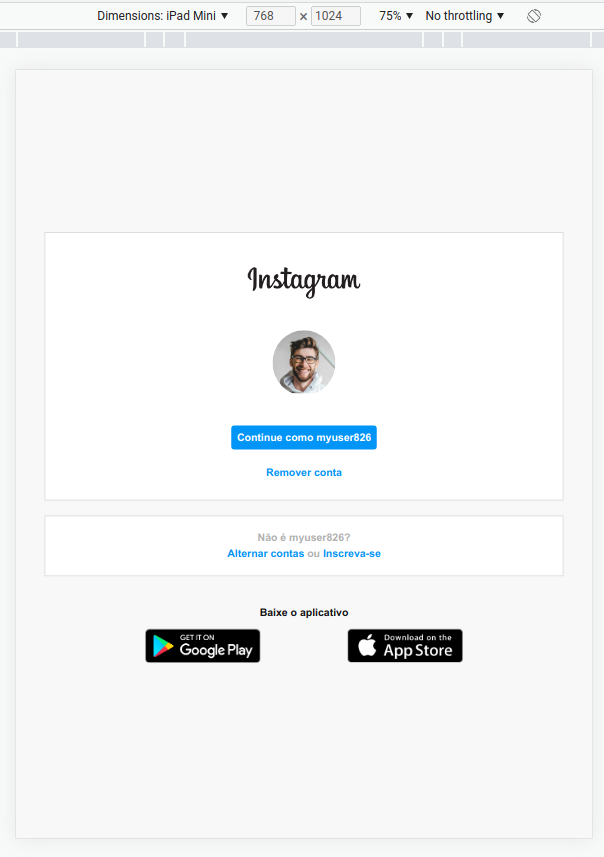 Dimensions: iPad Mini ▼ 768 × 1024 75% ▼ No throttling ▼
Instagram
Continue como myuser826
Remover conta
Não é myuser826?
Alternar contas ou Inscreva-se
Baixe o aplicativo
GET IT ON
Google Play
Download on the
App Store